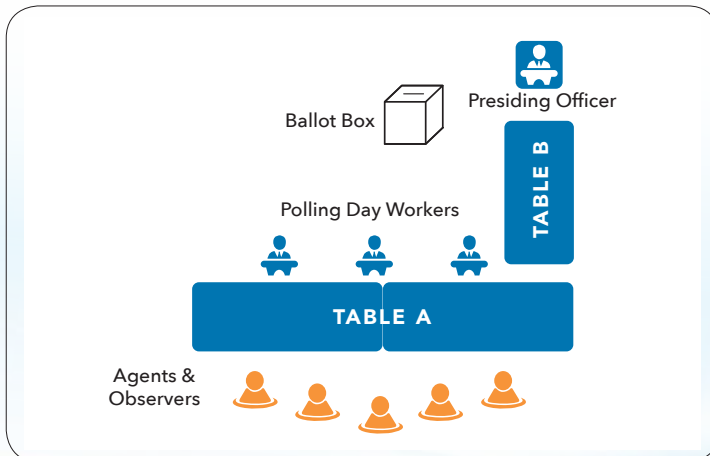 Presiding Officer
Ballot Box
TABLE B
Polling Day Workers
TABLE A
Agents &
Observers